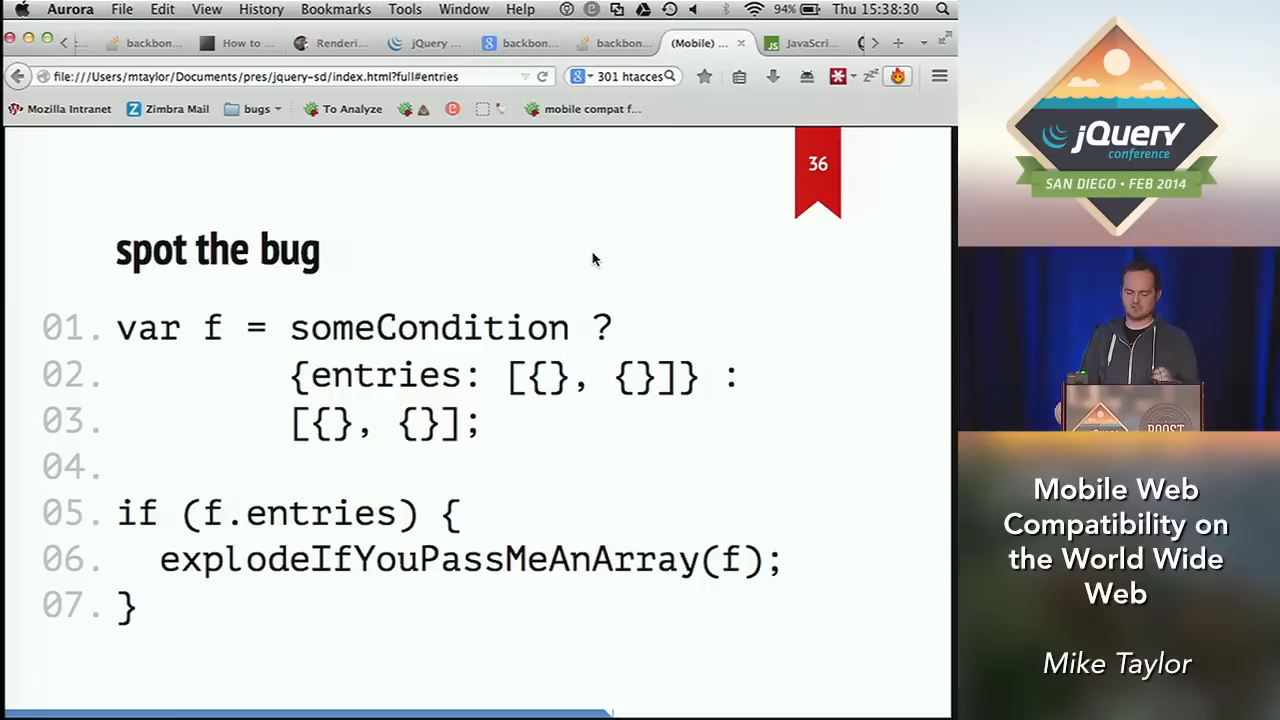 Aurora File Edit View History Bookmarks Tools Window Help 94% Thu 15:38:30
backbon... How to ... Renderi... jQuery ... backbon... backbon... (Mobile) ... JavaScri...
file:///Users/mtaylor/Documents/pres/jquery-sd/index.html?full#entries 301 htacces
Mozilla Intranet Zimbra Mail bugs To Analyze mobile compat f...
36
spot the bug
01. var f = someCondition ?
02. {entries: [{}, {}]} :
03. [{}, {}];
04.
05. if (f.entries) {
06. explodeIfYouPassMeAnArray(f);
07. }
jQuery
conference
SAN DIEGO • FEB 2014
Mobile Web
Compatibility on
the World Wide
Web
Mike Taylor